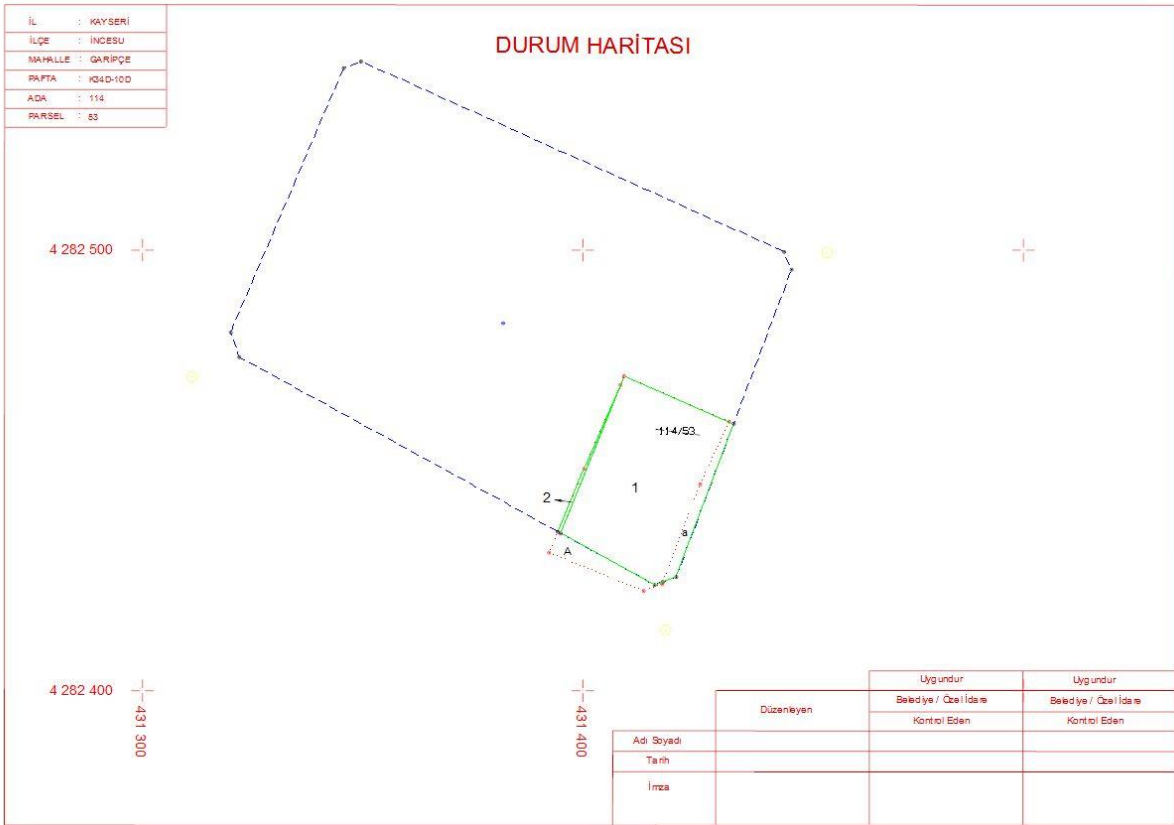 İL : KAYSERİ
İLÇE : İNCESU
MAHALLE : GARİPÇE
PAFTA : K34D-10D
ADA : 114
PARSEL : 53
DURUM HARİTASI
4 282 500
114/53
1
2
a
A
4 282 400
431 300
431 400
Uygundur Uygundur
Düzenleyen Belediye / Özel İdare Belediye / Özel İdare
Kontrol Eden Kontrol Eden
Adı Soyadı
Tarih
İmza